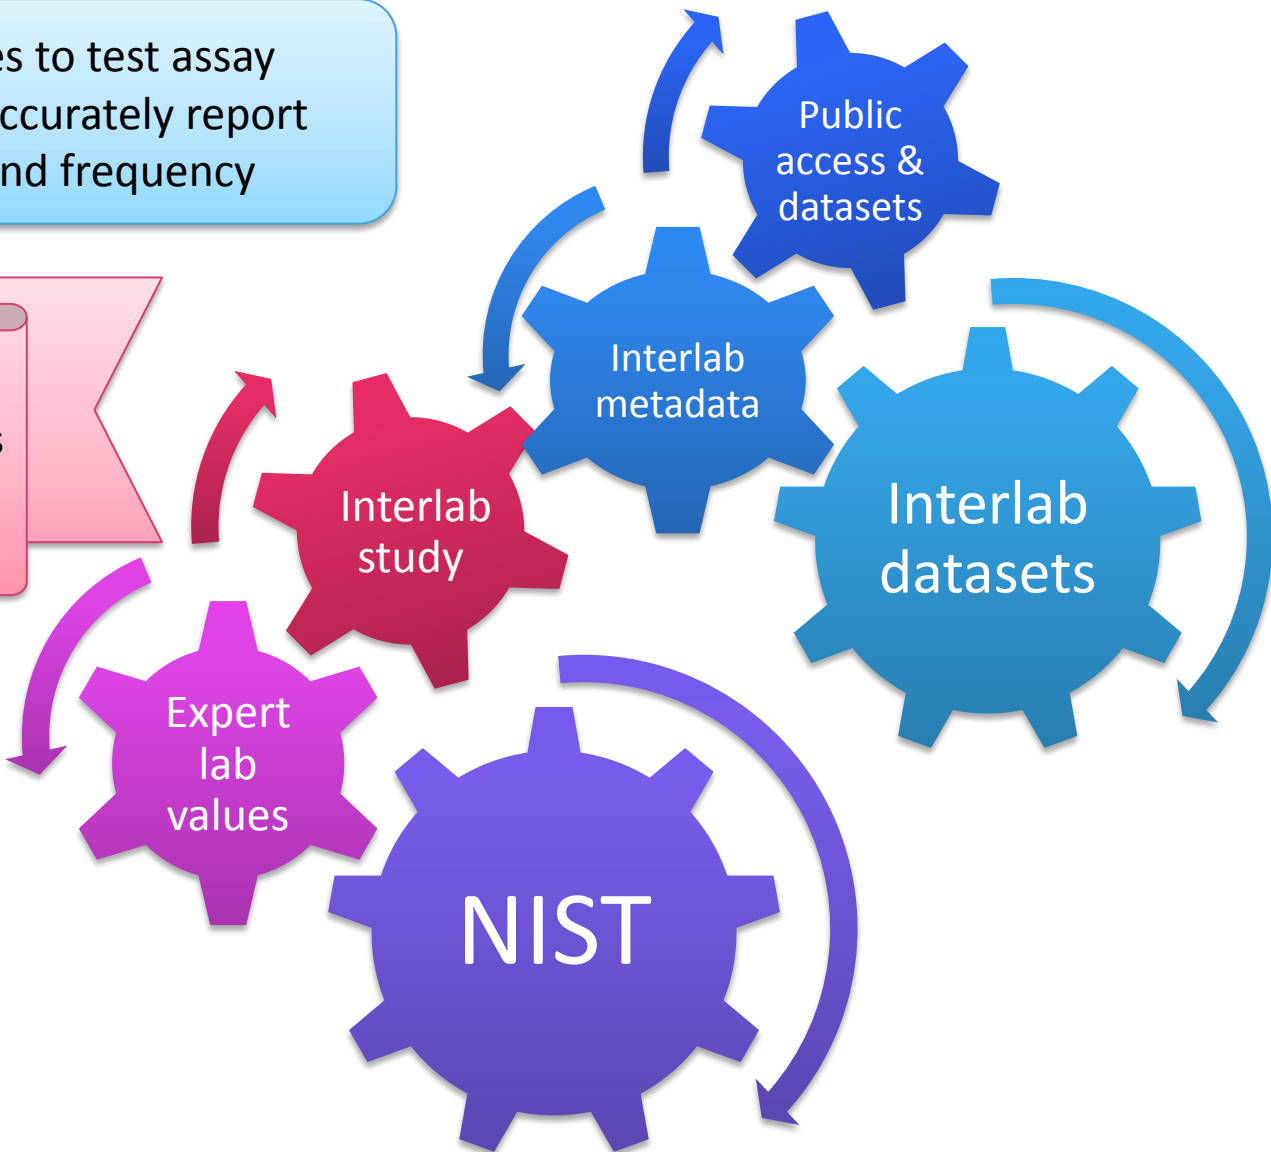 es to test assay
ccurately report
nd frequency
s
Public
access &
datasets
Interlab
metadata
Interlab
datasets
Interlab
study
Expert
lab
values
NIST